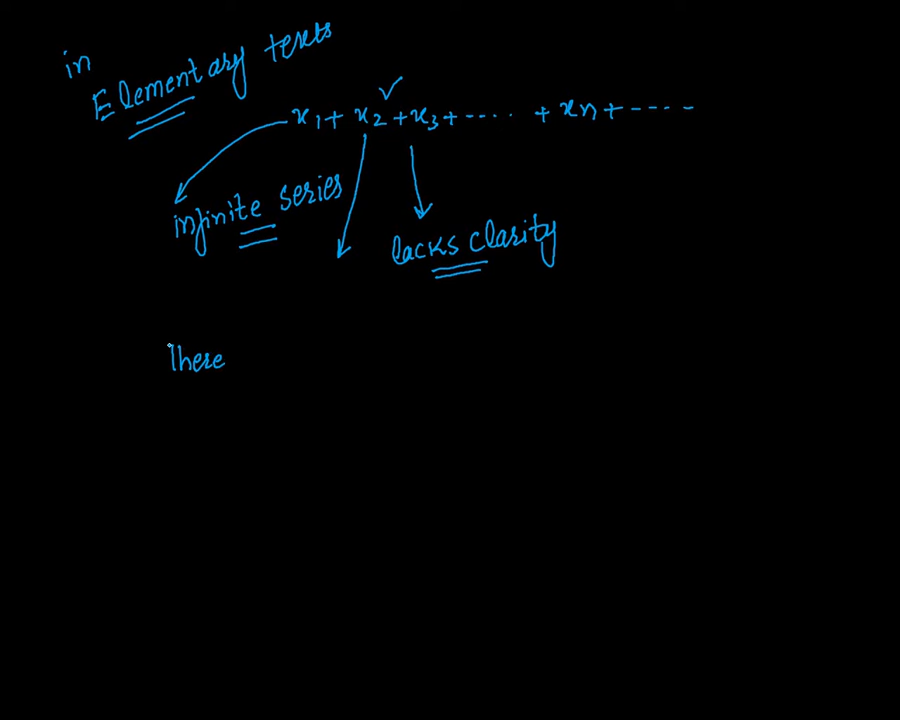 in
Elementary texts
x1 + x2 + x3 + .... + xn + ----
infinite series
lacks clarity
There